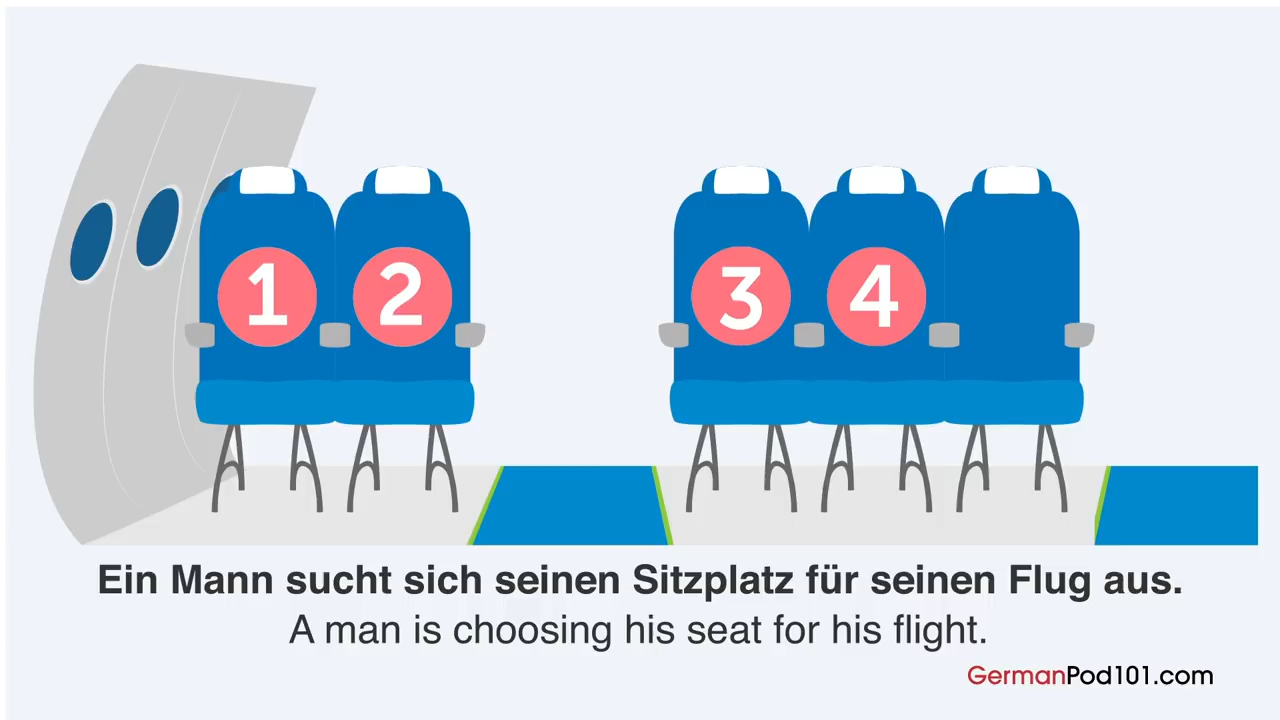 1 2 3 4
Ein Mann sucht sich seinen Sitzplatz für seinen Flug aus.
A man is choosing his seat for his flight.
GermanPod101.com